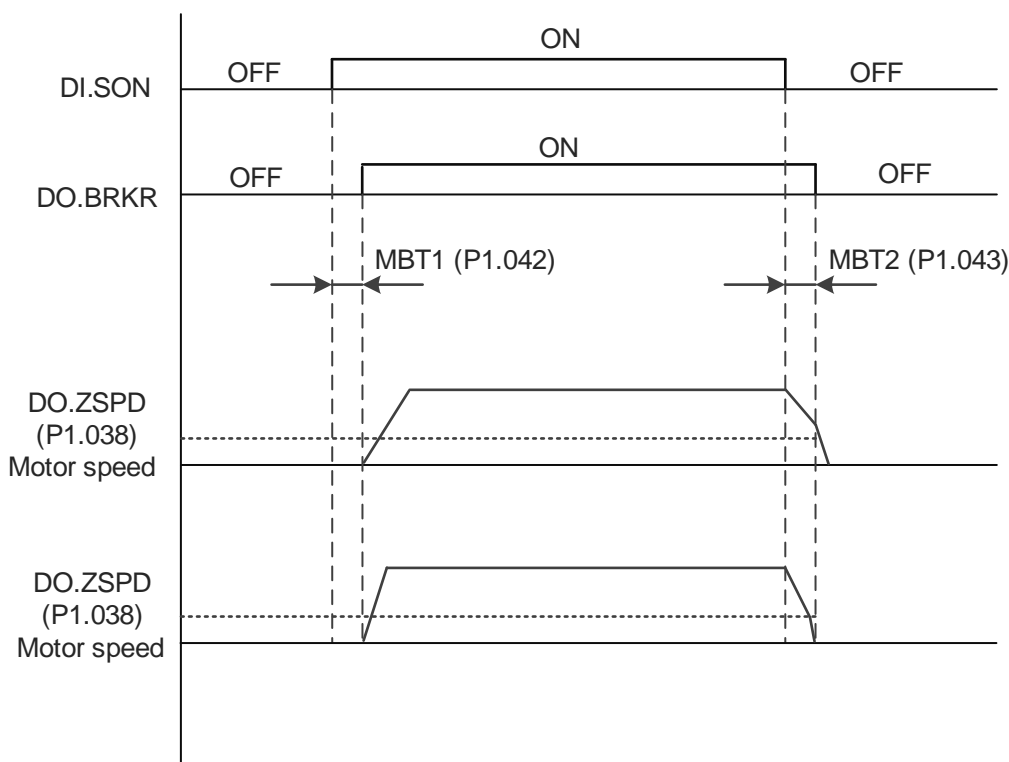 ON
DI.SON
OFF
OFF
ON
DO.BRKR
OFF
OFF
MBT1 (P1.042)
MBT2 (P1.043)
DO.ZSPD
(P1.038)
Motor speed
DO.ZSPD
(P1.038)
Motor speed